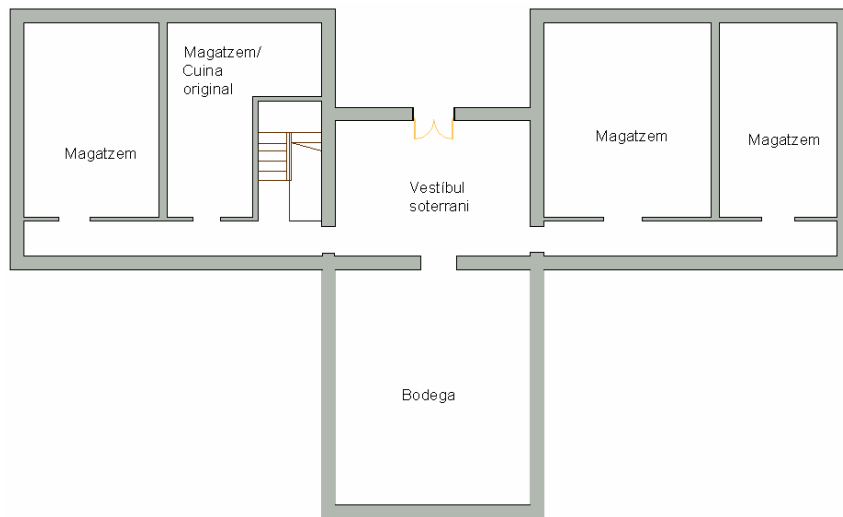 Magatzem/
Cuina
original
Magatzem
Vestíbul
soterrani
Magatzem
Magatzem
Bodega